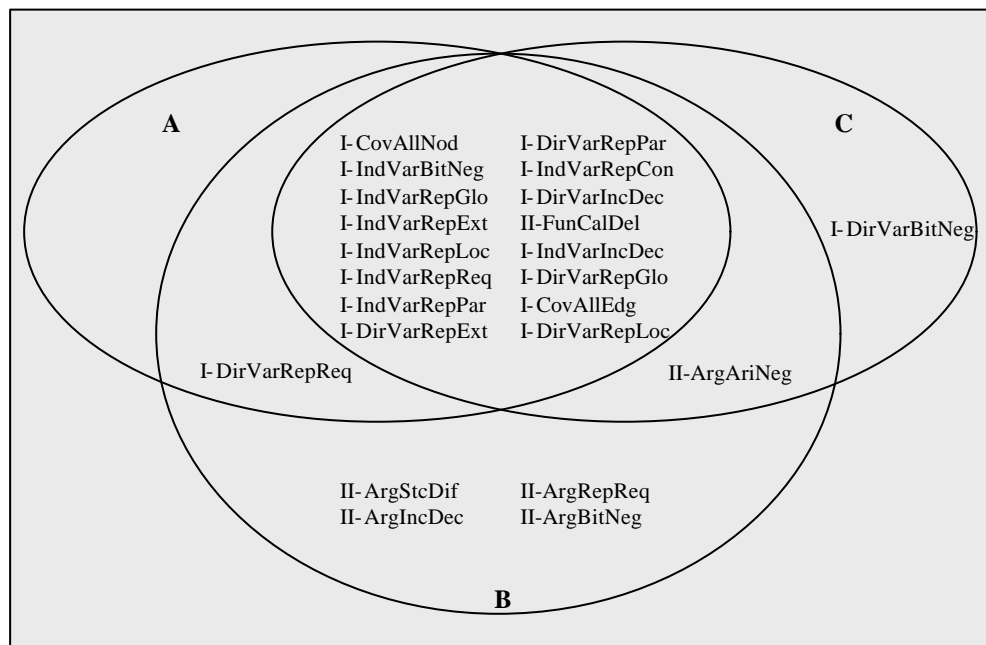 A
C
I-CovAllNod I-DirVarRepPar
I-IndVarBitNeg I-IndVarRepCon
I-IndVarRepGlo I-DirVarIncDec
I-IndVarRepExt II-FunCalDel
I-DirVarBitNeg
I-IndVarRepLoc I-IndVarIncDec
I-IndVarRepReq I-DirVarRepGlo
I-IndVarRepPar I-CovAllEdg
I-DirVarRepExt I-DirVarRepLoc
I-DirVarRepReq
II-ArgAriNeg
II-ArgStcDif II-ArgRepReq
II-ArgIncDec II-ArgBitNeg
B